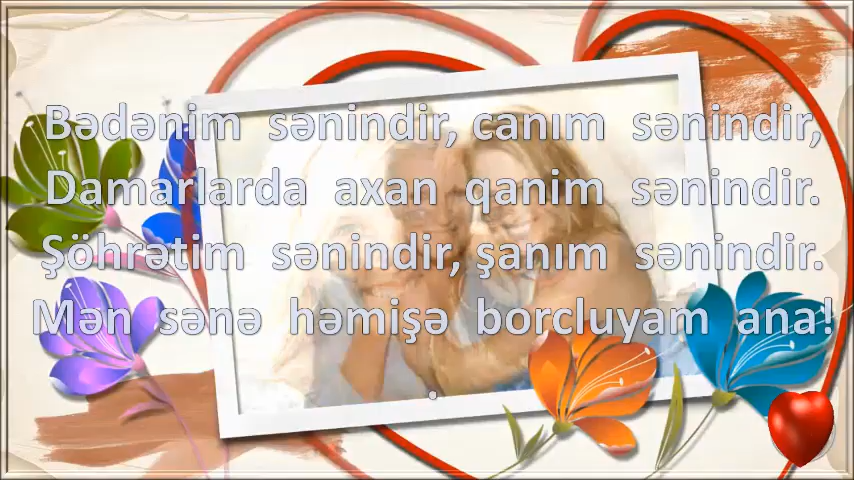 Bədənim sənindir, canım sənindir,
Damarlarda axan qanim sənindir.
Şöhrətim sənindir, şanım sənindir.
Mən sənə həmişə borcluyam ana!
.